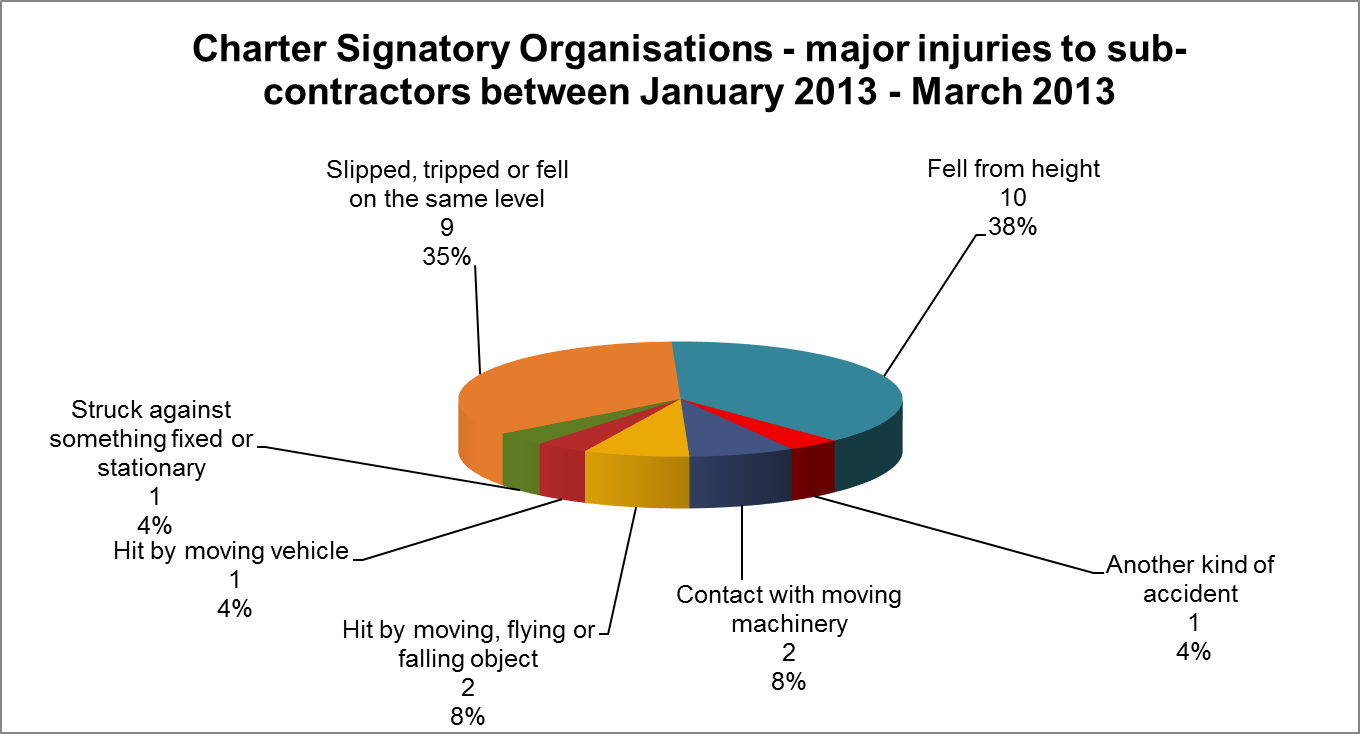 Charter Signatory Organisations - major injuries to sub-
contractors between January 2013 - March 2013
Slipped, tripped or fell
on the same level
9
35%
Fell from height
10
38%
Struck against
something fixed or
stationary
1
4%
Hit by moving vehicle
1
4%
Hit by moving, flying or
falling object
2
8%
Contact with moving
machinery
2
8%
Another kind of
accident
1
4%